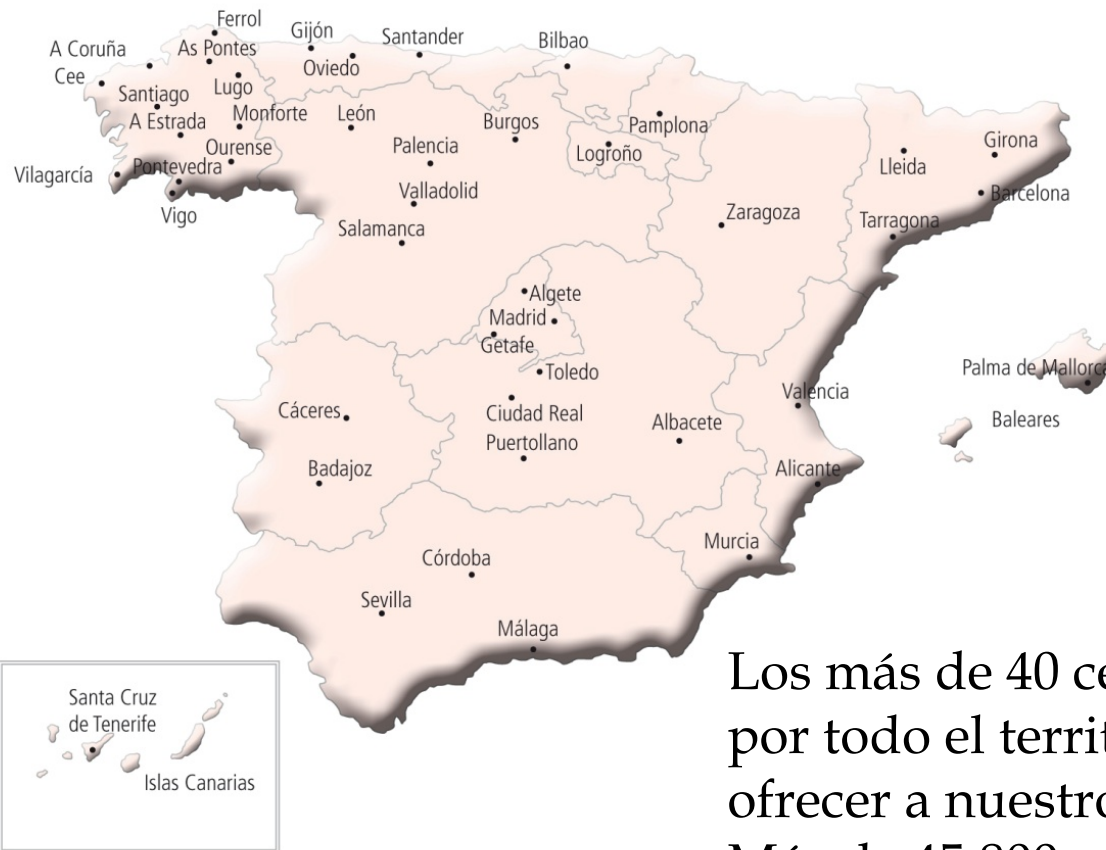 Ferrol
Gijón
A Coruña
As Pontes
Santander
Bilbao
Cee
Oviedo
Lugo
Santiago
Monforte
León
A Estrada
Burgos
Pamplona
Ourense
Palencia
Logroño
Girona
Vilagarcía
Pontevedra
Lleida
Valladolid
Barcelona
Vigo
Salamanca
Zaragoza
Tarragona
Algete
Madrid
Getafe
Toledo
Palma de Mallorca
Valencia
Cáceres
Ciudad Real
Albacete
Baleares
Puertollano
Badajoz
Alicante
Murcia
Córdoba
Sevilla
Málaga
Santa Cruz
de Tenerife
Islas Canarias
Los más de 40 ce
por todo el territ
ofrecer a nuestro